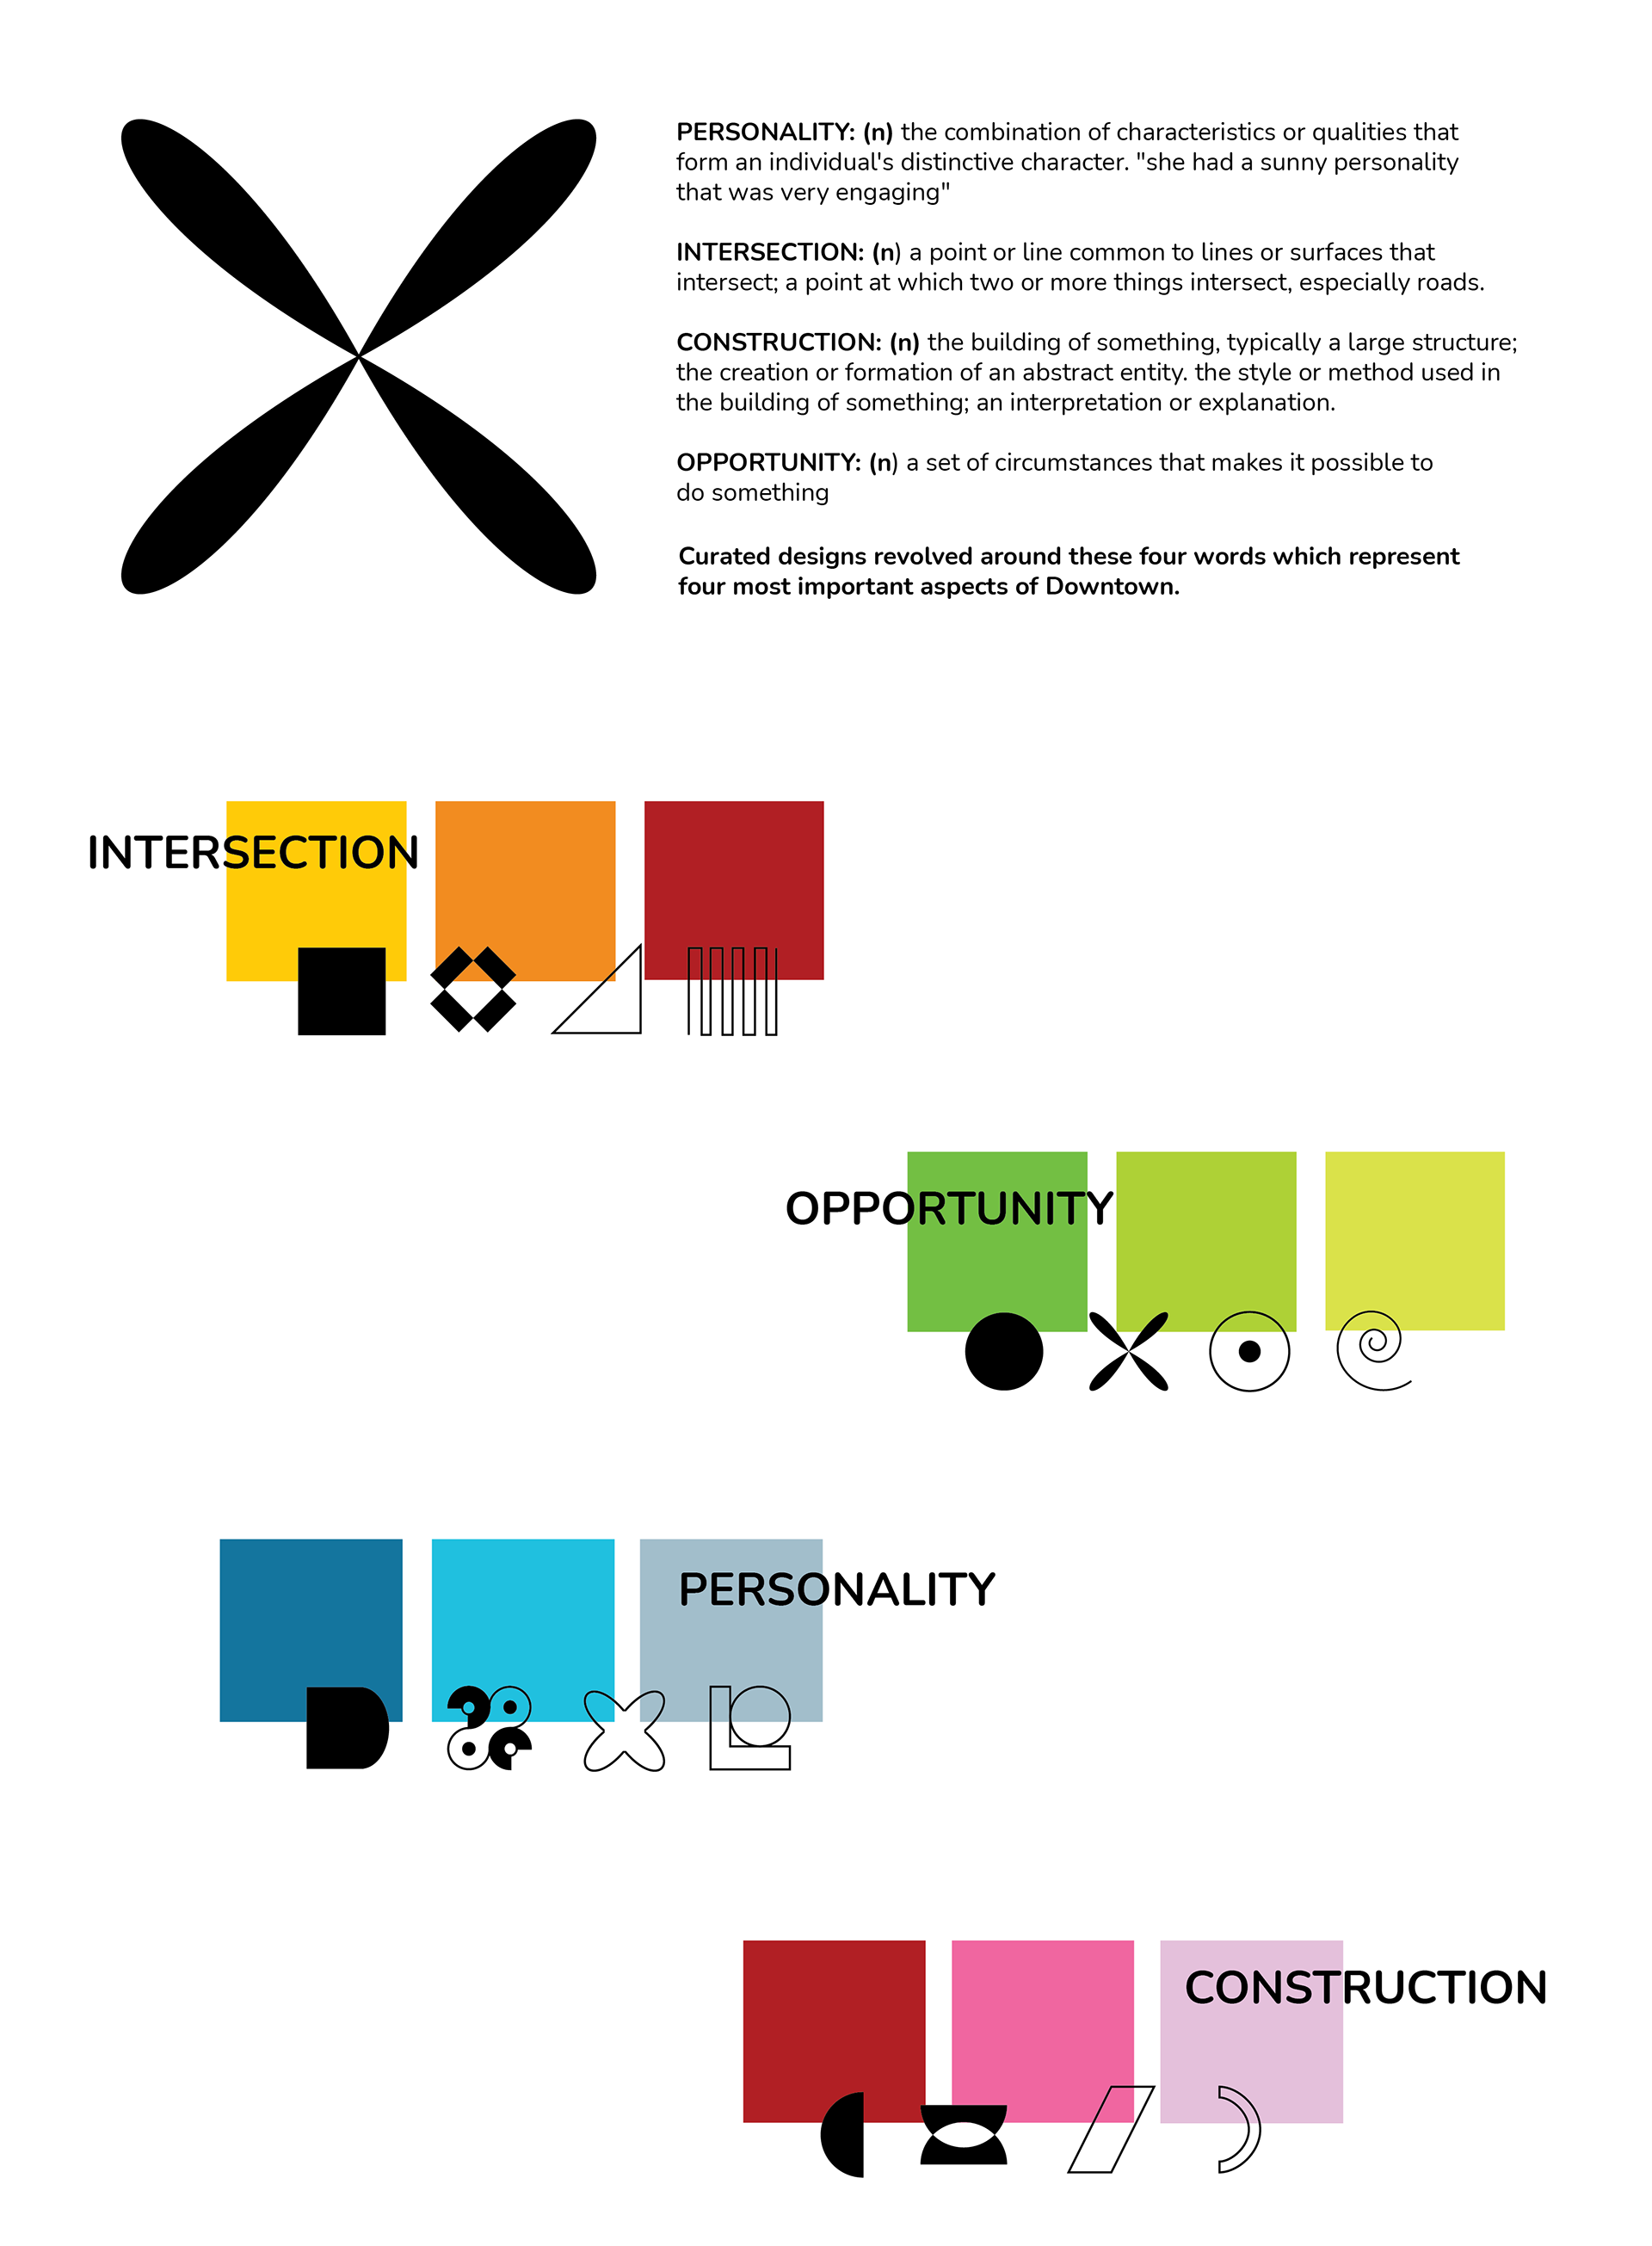 PERSONALITY: (n) the combination of characteristics or qualities that
form an individual's distinctive character. "she had a sunny personality
that was very engaging"
INTERSECTION: (n) a point or line common to lines or surfaces that
intersect; a point at which two or more things intersect, especially roads.
CONSTRUCTION: (n) the building of something, typically a large structure;
the creation or formation of an abstract entity. the style or method used in
the building of something; an interpretation or explanation.
OPPORTUNITY: (n) a set of circumstances that makes it possible to
do something
Curated designs revolved around these four words which represent
four most important aspects of Downtown.
INTERSECTION
OPPORTUNITY
PERSONALITY
CONSTRUCTION